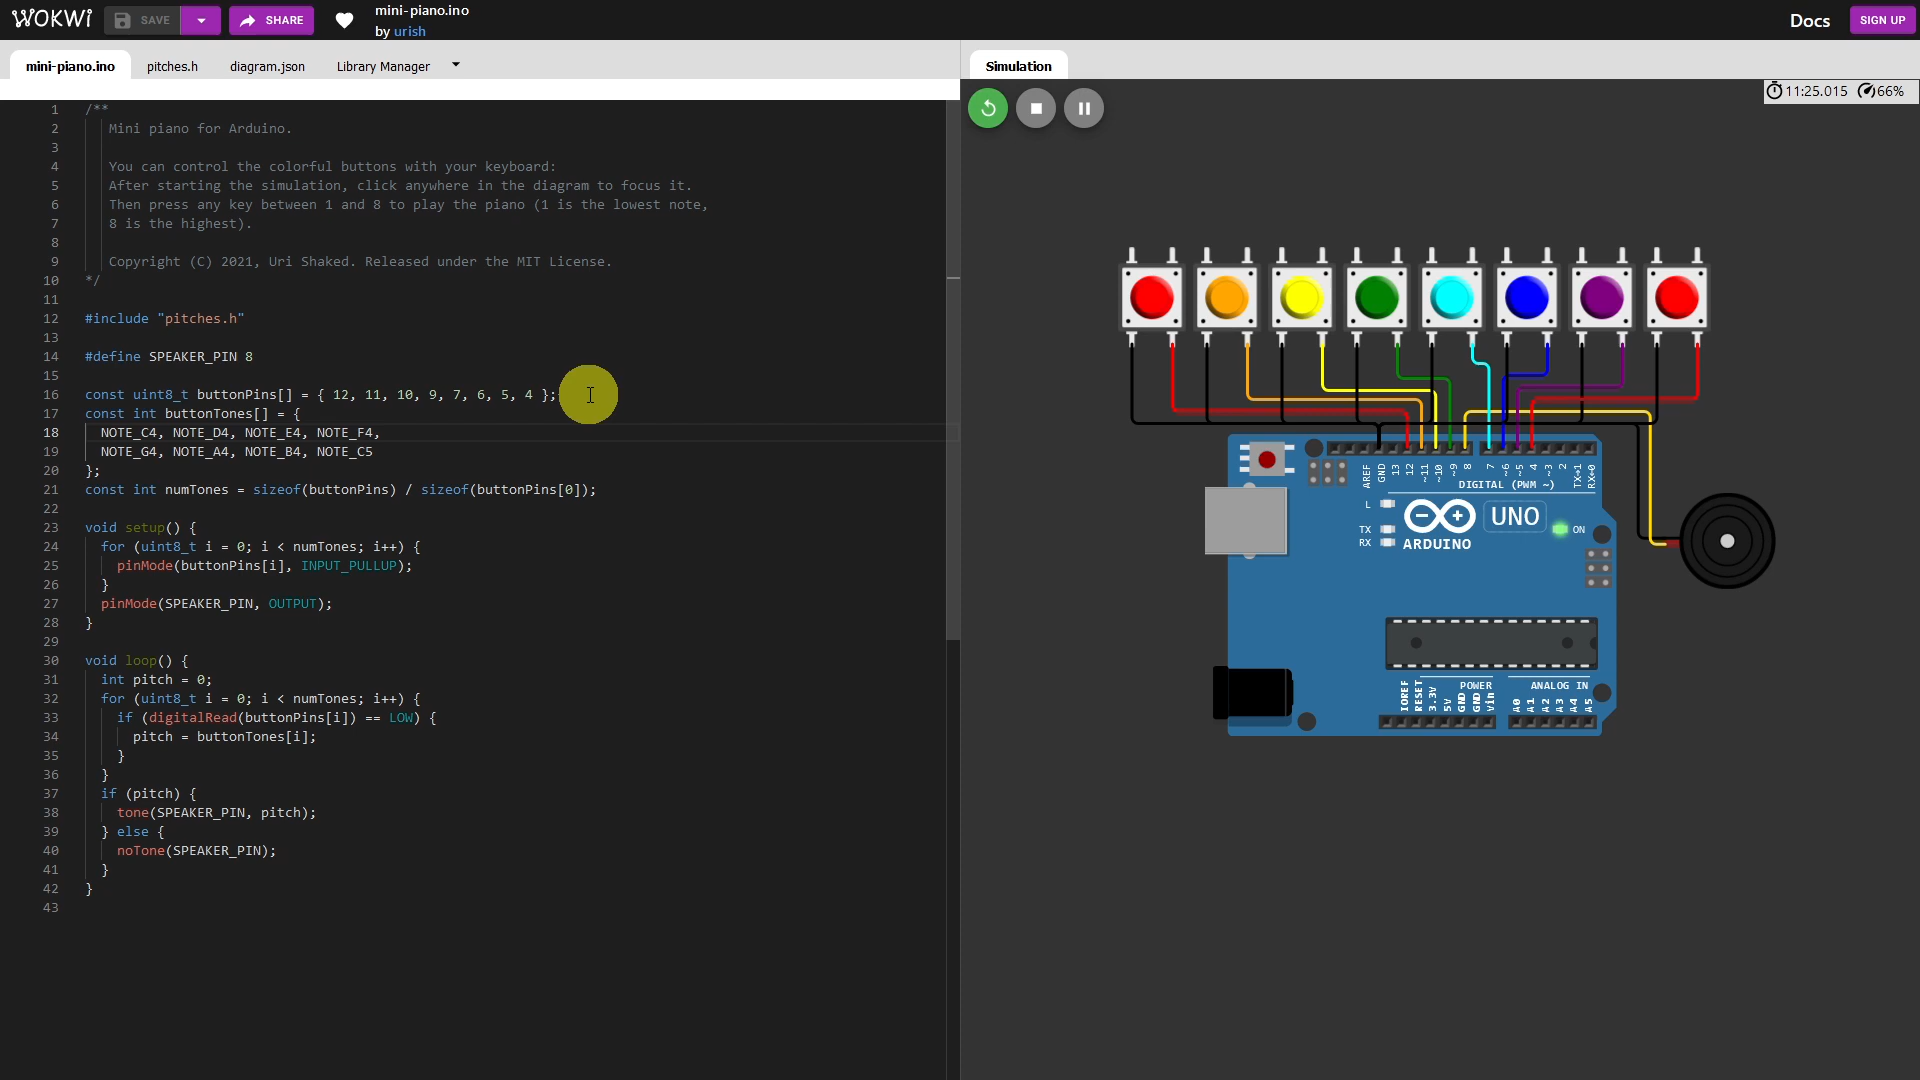 WOKWI SAVE SHARE mini-piano.ino
by urish
Docs SIGN UP
mini-piano.ino pitches.h diagram.json Library Manager
Simulation
11:25.015 66%
1 /**
2 Mini piano for Arduino.
3
4 You can control the colorful buttons with your keyboard:
5 After starting the simulation, click anywhere in the diagram to focus it.
6 Then press any key between 1 and 8 to play the piano (1 is the lowest note,
7 8 is the highest).
8
9 Copyright (C) 2021, Uri Shaked. Released under the MIT License.
10 */
11
12 #include "pitches.h"
13
14 #define SPEAKER_PIN 8
15
16 const uint8_t buttonPins[] = { 12, 11, 10, 9, 7, 6, 5, 4 };
17 const int buttonTones[] = {
18 NOTE_C4, NOTE_D4, NOTE_E4, NOTE_F4,
19 NOTE_G4, NOTE_A4, NOTE_B4, NOTE_C5
20 };
21 const int numTones = sizeof(buttonPins) / sizeof(buttonPins[0]);
22
23 void setup() {
24 for (uint8_t i = 0; i < numTones; i++) {
25 pinMode(buttonPins[i], INPUT_PULLUP);
26 }
27 pinMode(SPEAKER_PIN, OUTPUT);
28 }
29
30 void loop() {
31 int pitch = 0;
32 for (uint8_t i = 0; i < numTones; i++) {
33 if (digitalRead(buttonPins[i]) == LOW) {
34 pitch = buttonTones[i];
35 }
36 }
37 if (pitch) {
38 tone(SPEAKER_PIN, pitch);
39 } else {
40 noTone(SPEAKER_PIN);
41 }
42 }
43
AREF GND 13 12 ~11 ~10 ~9 8 7 ~6 ~5 4 ~3 2 TX→1 RX←0
DIGITAL (PWM ~)
L
TX
RX
UNO
ON
ARDUINO
POWER ANALOG IN
IOREF RESET 3.3V 5V GND GND Vin A0 A1 A2 A3 A4 A5